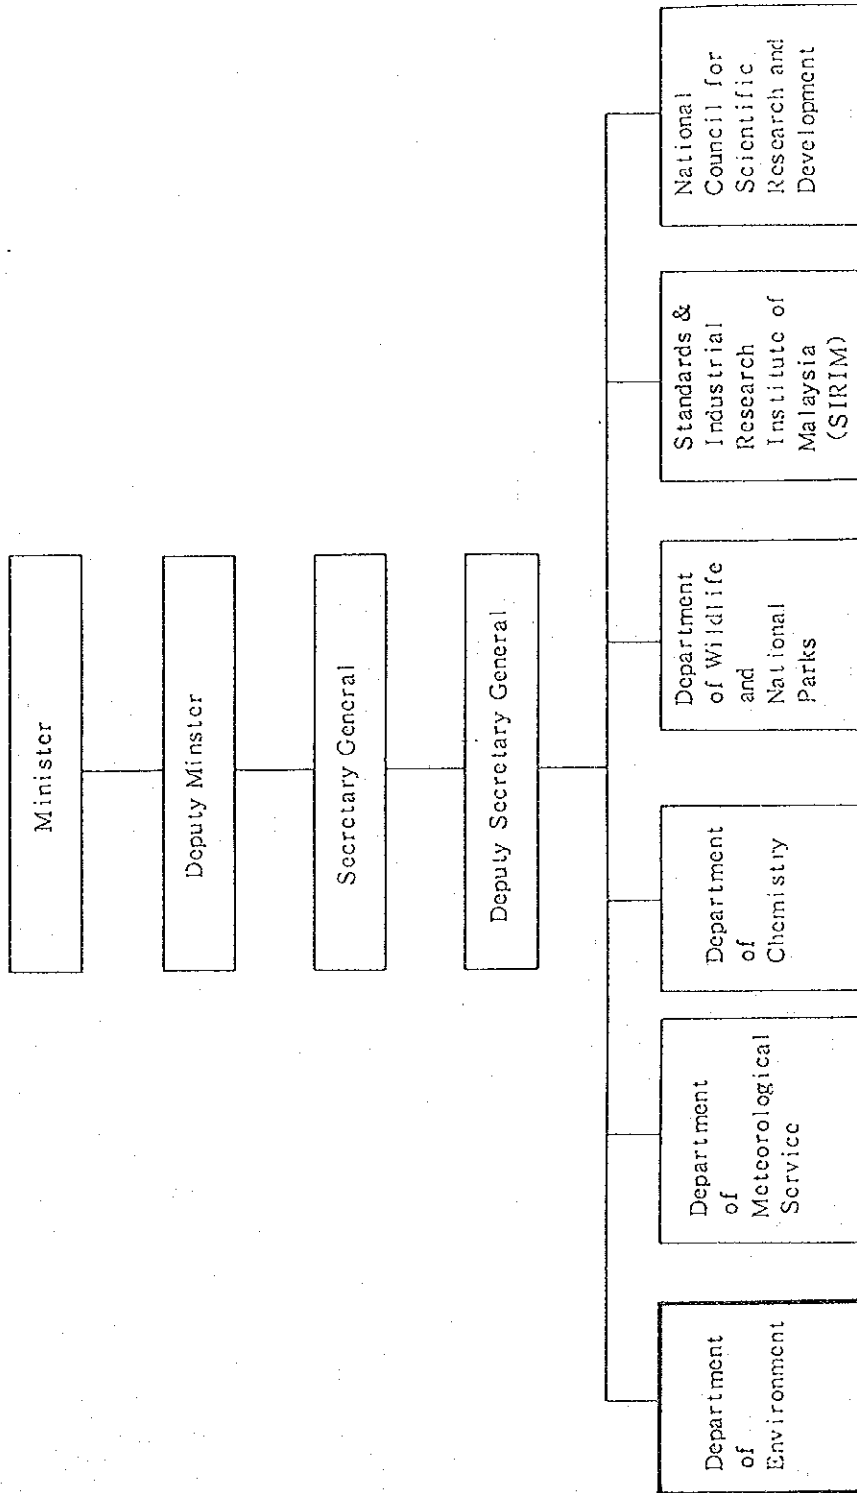 Minister
Deputy Minster
Secretary General
Deputy Secretary General
Department
of
Environment
Department
of
Meteorological
Service
Department
of
Chemistry
Department
of Wildlife
and
National
Parks
Standards &
Industrial
Research
Institute of
Malaysia
(SIRIM)
National
Council for
Scientific
Research and
Development